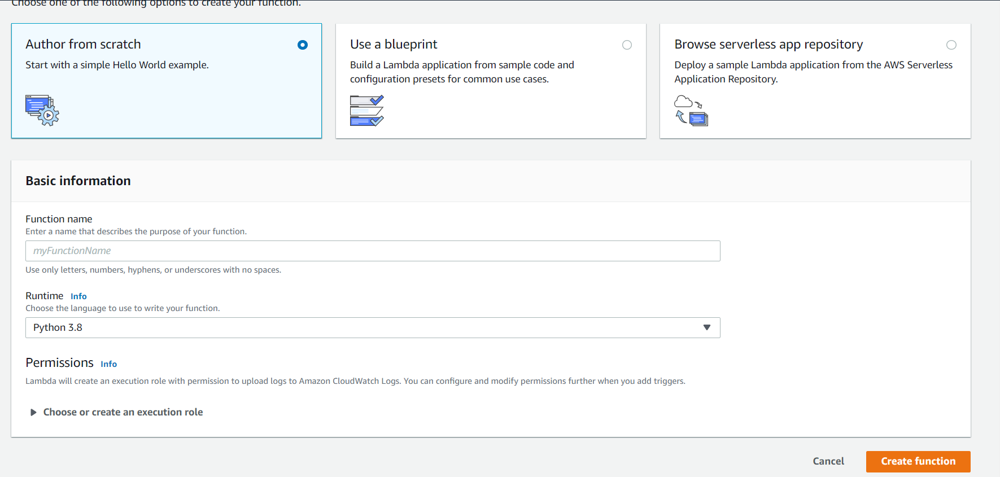 Choose one of the following options to create your function.
Author from scratch
Start with a simple Hello World example.
Use a blueprint
Build a Lambda application from sample code and
configuration presets for common use cases.
Browse serverless app repository
Deploy a sample Lambda application from the AWS Serverless
Application Repository.
Basic information
Function name
Enter a name that describes the purpose of your function.
myFunctionName
Use only letters, numbers, hyphens, or underscores with no spaces.
Runtime Info
Choose the language to use to write your function.
Python 3.8
Permissions Info
Lambda will create an execution role with permission to upload logs to Amazon CloudWatch Logs. You can configure and modify permissions further when you add triggers.
Choose or create an execution role
Cancel Create function